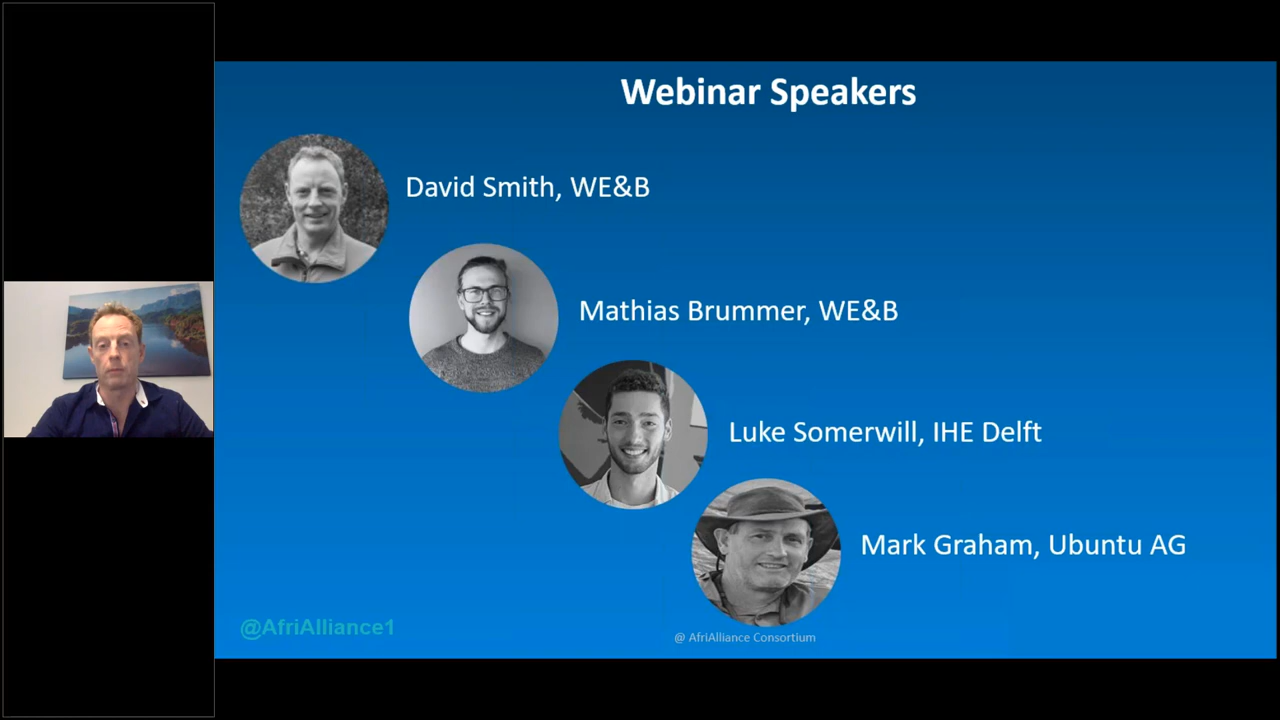 Webinar Speakers
David Smith, WE&B
Mathias Brummer, WE&B
Luke Somerwill, IHE Delft
Mark Graham, Ubuntu AG
@AfriAlliance1
@ AfriAlliance Consortium